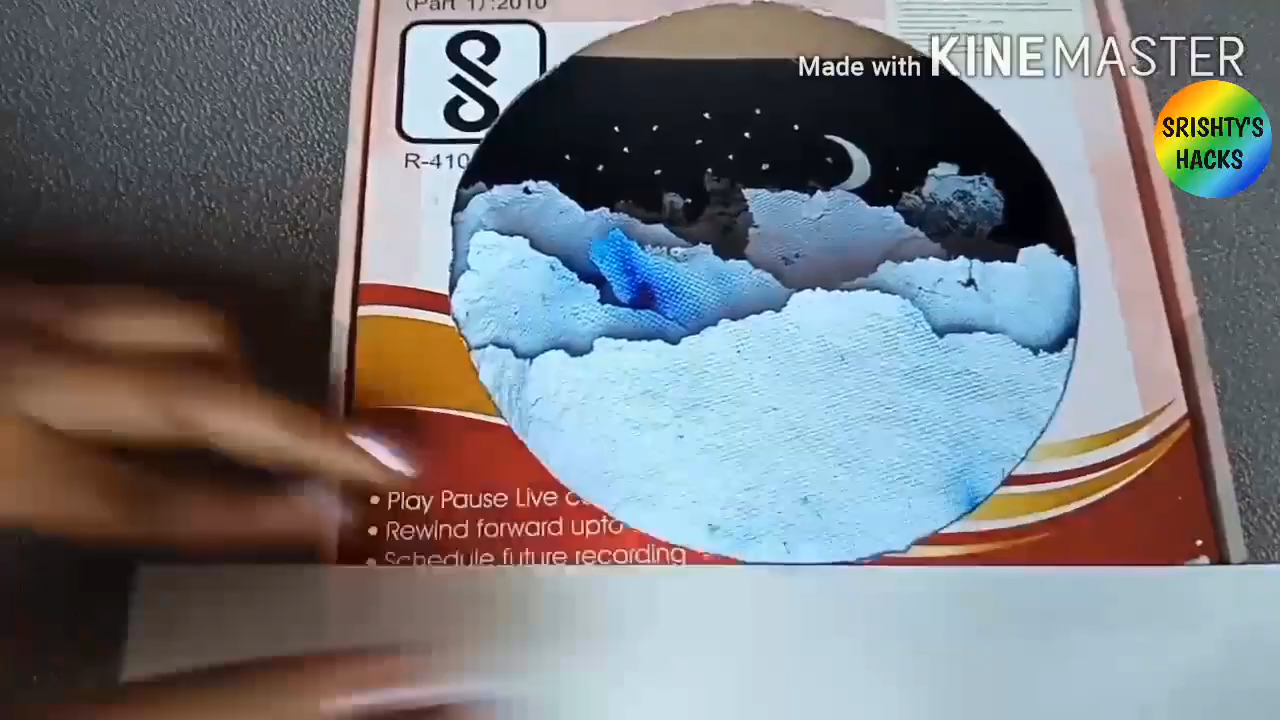 (Part 1):2010
Made with KINEMASTER
SRISHTY'S
HACKS
R-410
• Play Pause Live
• Rewind forward upto
• Schedule future recording